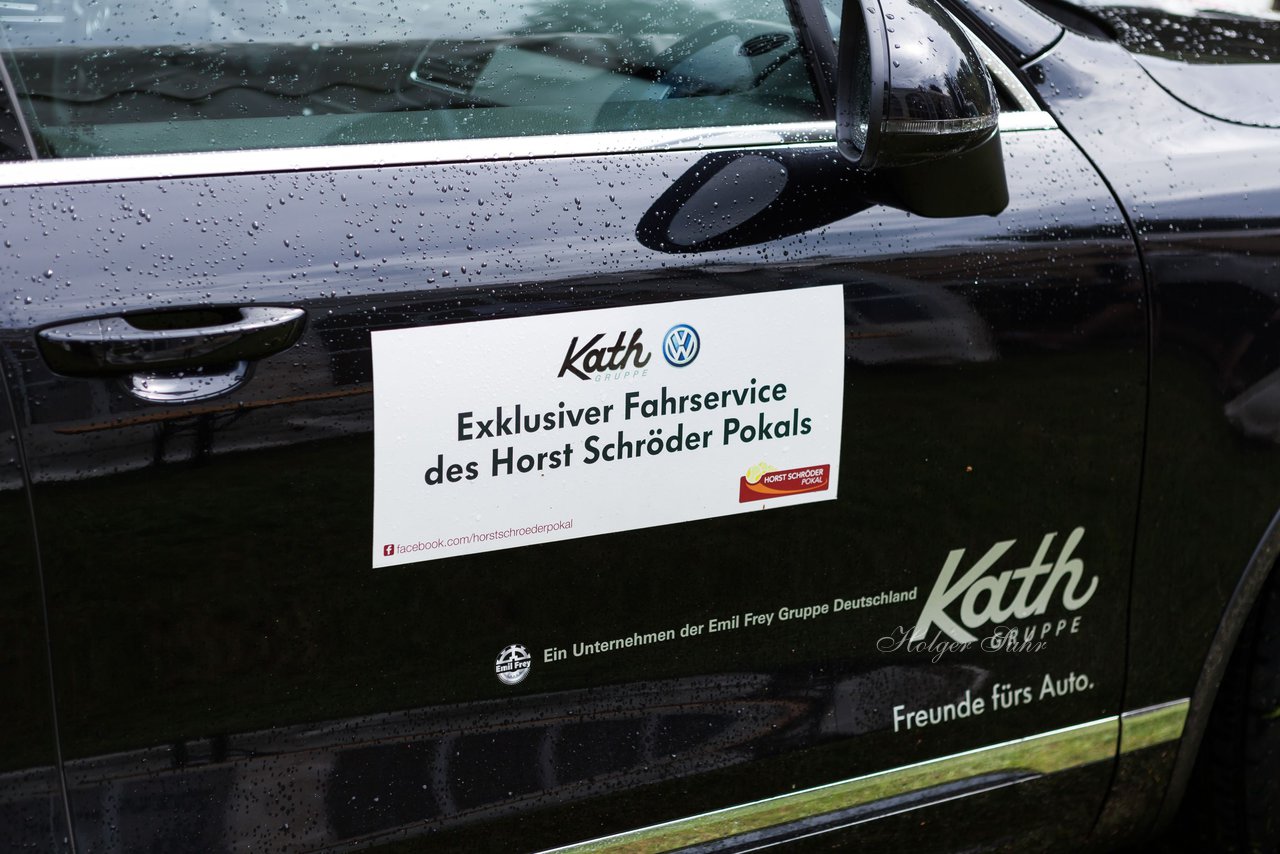 Kath
GRUPPE
Exklusiver Fahrservice
des Horst Schröder Pokals
HORST SCHRÖDER
POKAL
facebook.com/horstschroederpokal
Emil Frey
Ein Unternehmen der Emil Frey Gruppe Deutschland
Kath
GRUPPE
Holger Suhr
Freunde fürs Auto.